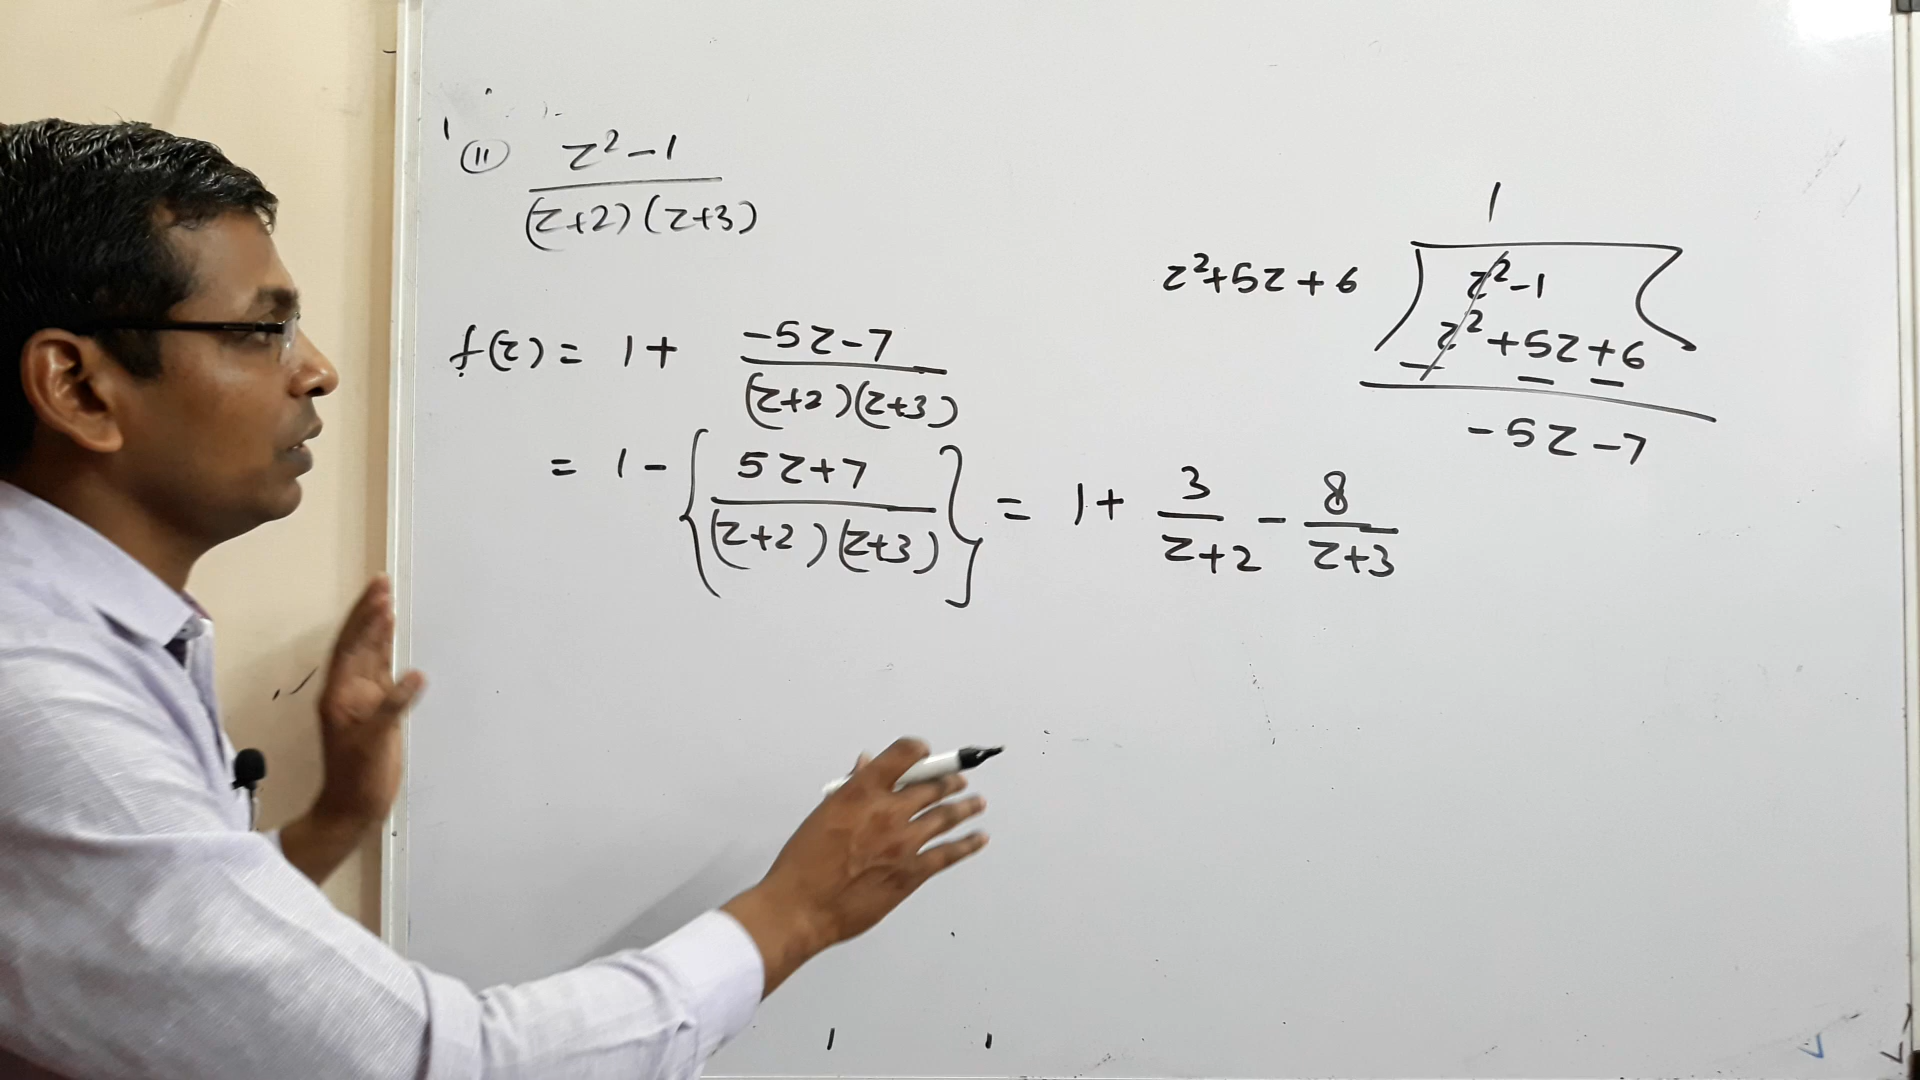 (11) z²-1
(z+2)(z+3)
f(z) = 1+ -5z-7
(z+2)(z+3)
= 1 - { 5z+7
(z+2)(z+3) } = 1+ 3/z+2 - 8/z+3
1
z²+5z+6 ) z²-1
z²+5z+6
- - -
-5z-7